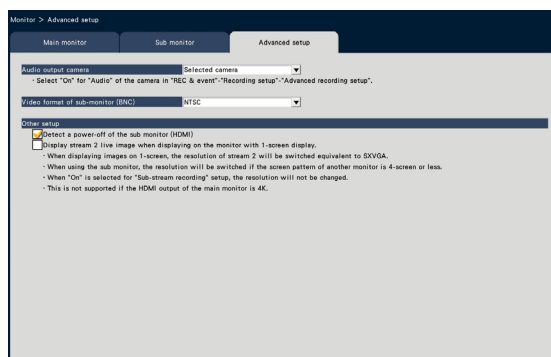 Monitor > Advanced setup
Main monitor
Sub monitor
Advanced setup
Audio output camera
Selected camera
· Select "On" for "Audio" of the camera in "REC & event"-"Recording setup"-"Advanced recording setup".
Video format of sub-monitor (BNC)
NTSC
Other setup
Detect a power-off of the sub monitor (HDMI)
Display stream 2 live image when displaying on the monitor with 1-screen display.
· When displaying images on 1-screen, the resolution of stream 2 will be switched equivalent to SXVGA.
· When using the sub monitor, the resolution will be switched if the screen pattern of another monitor is 4-screen or less.
· When "On" is selected for "Sub-stream recording" setup, the resolution will not be changed.
· This is not supported if the HDMI output of the main monitor is 4K.